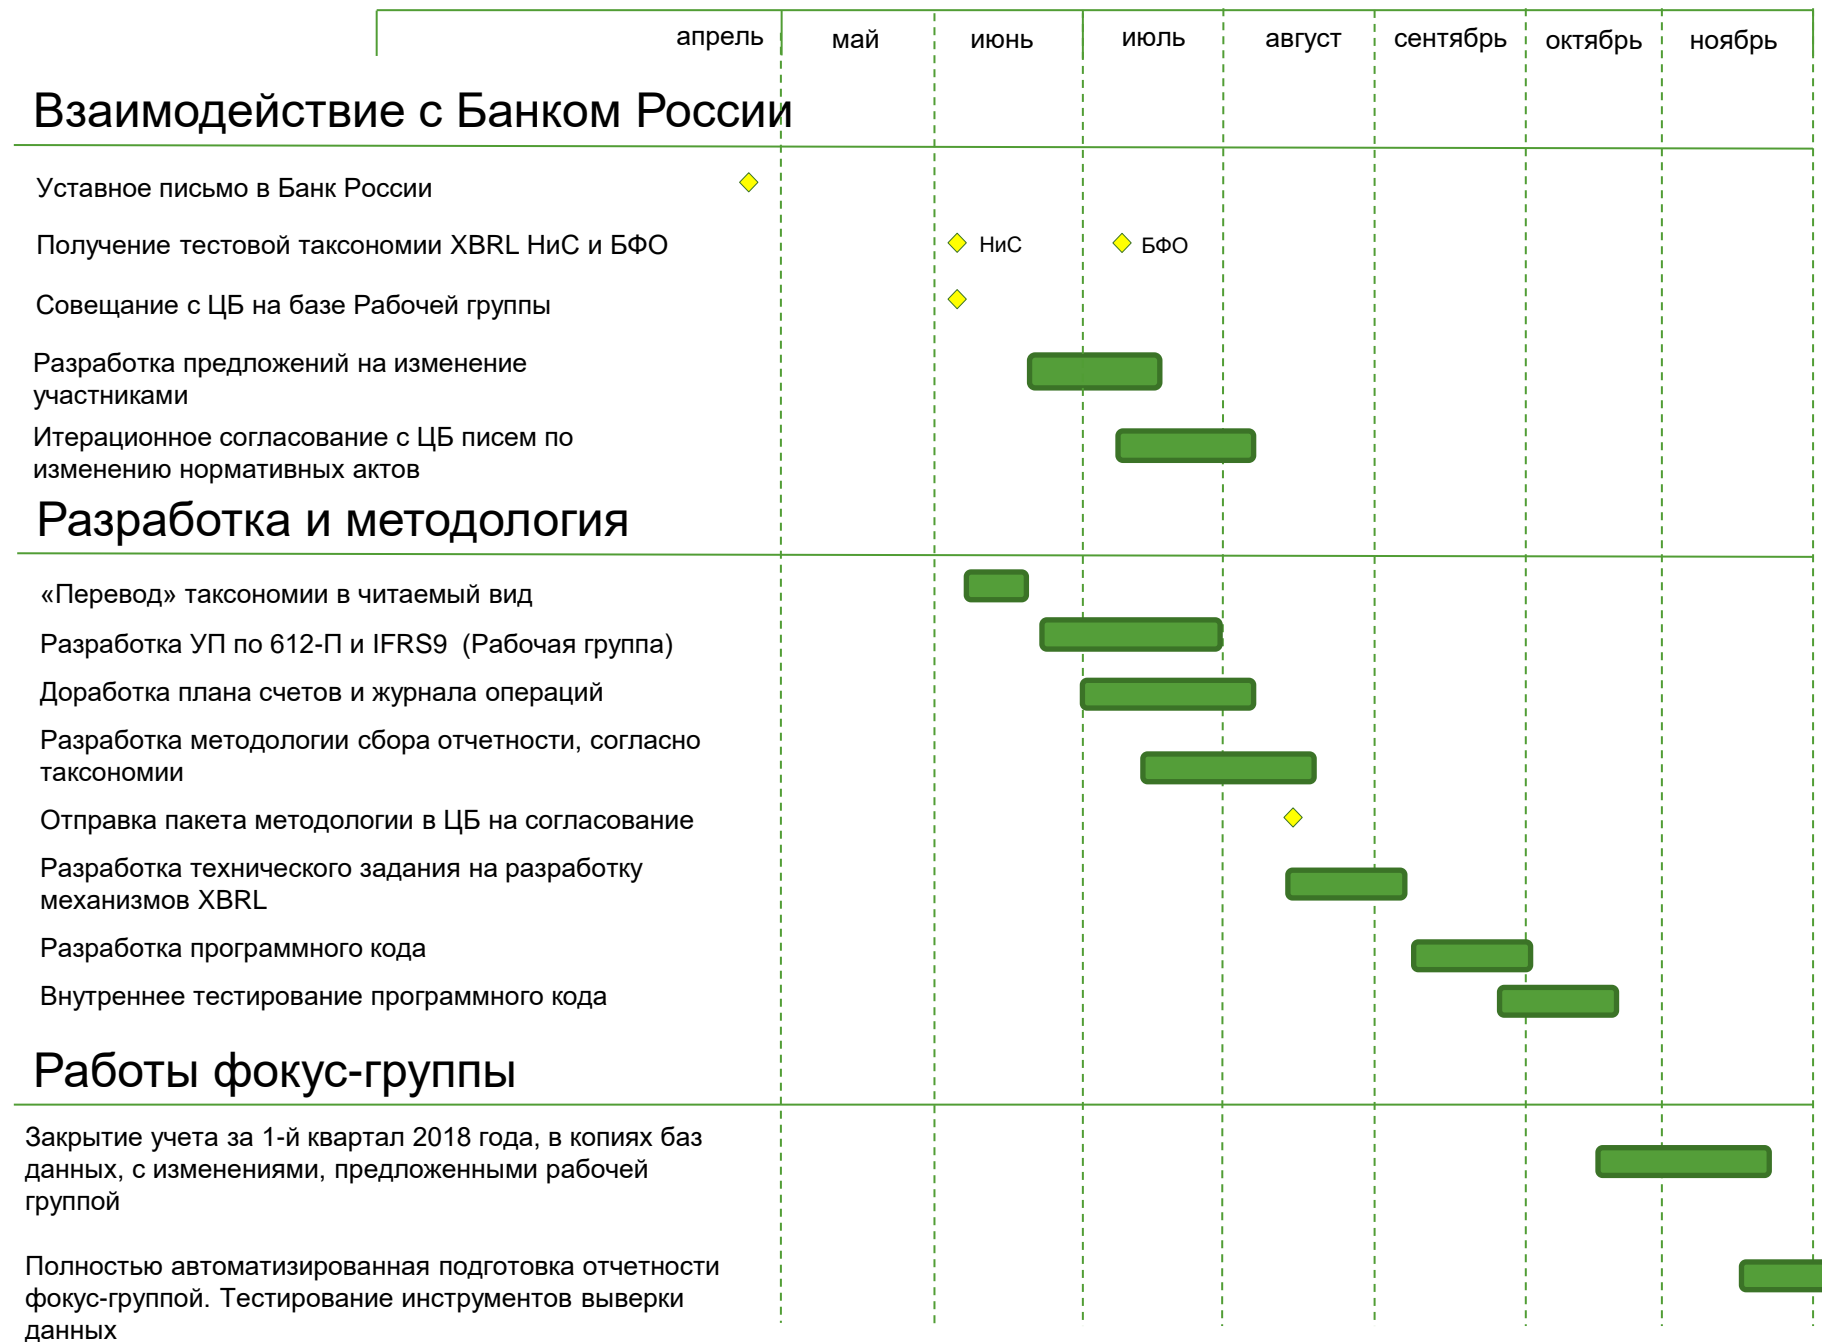 апрель май июнь июль август сентябрь октябрь ноябрь
Взаимодействие с Банком России
Уставное письмо в Банк России
Получение тестовой таксономии XBRL НиС и БФО
НиС
БФО
Совещание с ЦБ на базе Рабочей группы
Разработка предложений на изменение
участниками
Итерационное согласование с ЦБ писем по
изменению нормативных актов
Разработка и методология
«Перевод» таксономии в читаемый вид
Разработка УП по 612-П и IFRS9 (Рабочая группа)
Доработка плана счетов и журнала операций
Разработка методологии сбора отчетности, согласно
таксономии
Отправка пакета методологии в ЦБ на согласование
Разработка технического задания на разработку
механизмов XBRL
Разработка программного кода
Внутреннее тестирование программного кода
Работы фокус-группы
Закрытие учета за 1-й квартал 2018 года, в копиях баз
данных, с изменениями, предложенными рабочей
группой
Полностью автоматизированная подготовка отчетности
фокус-группой. Тестирование инструментов выверки
данных